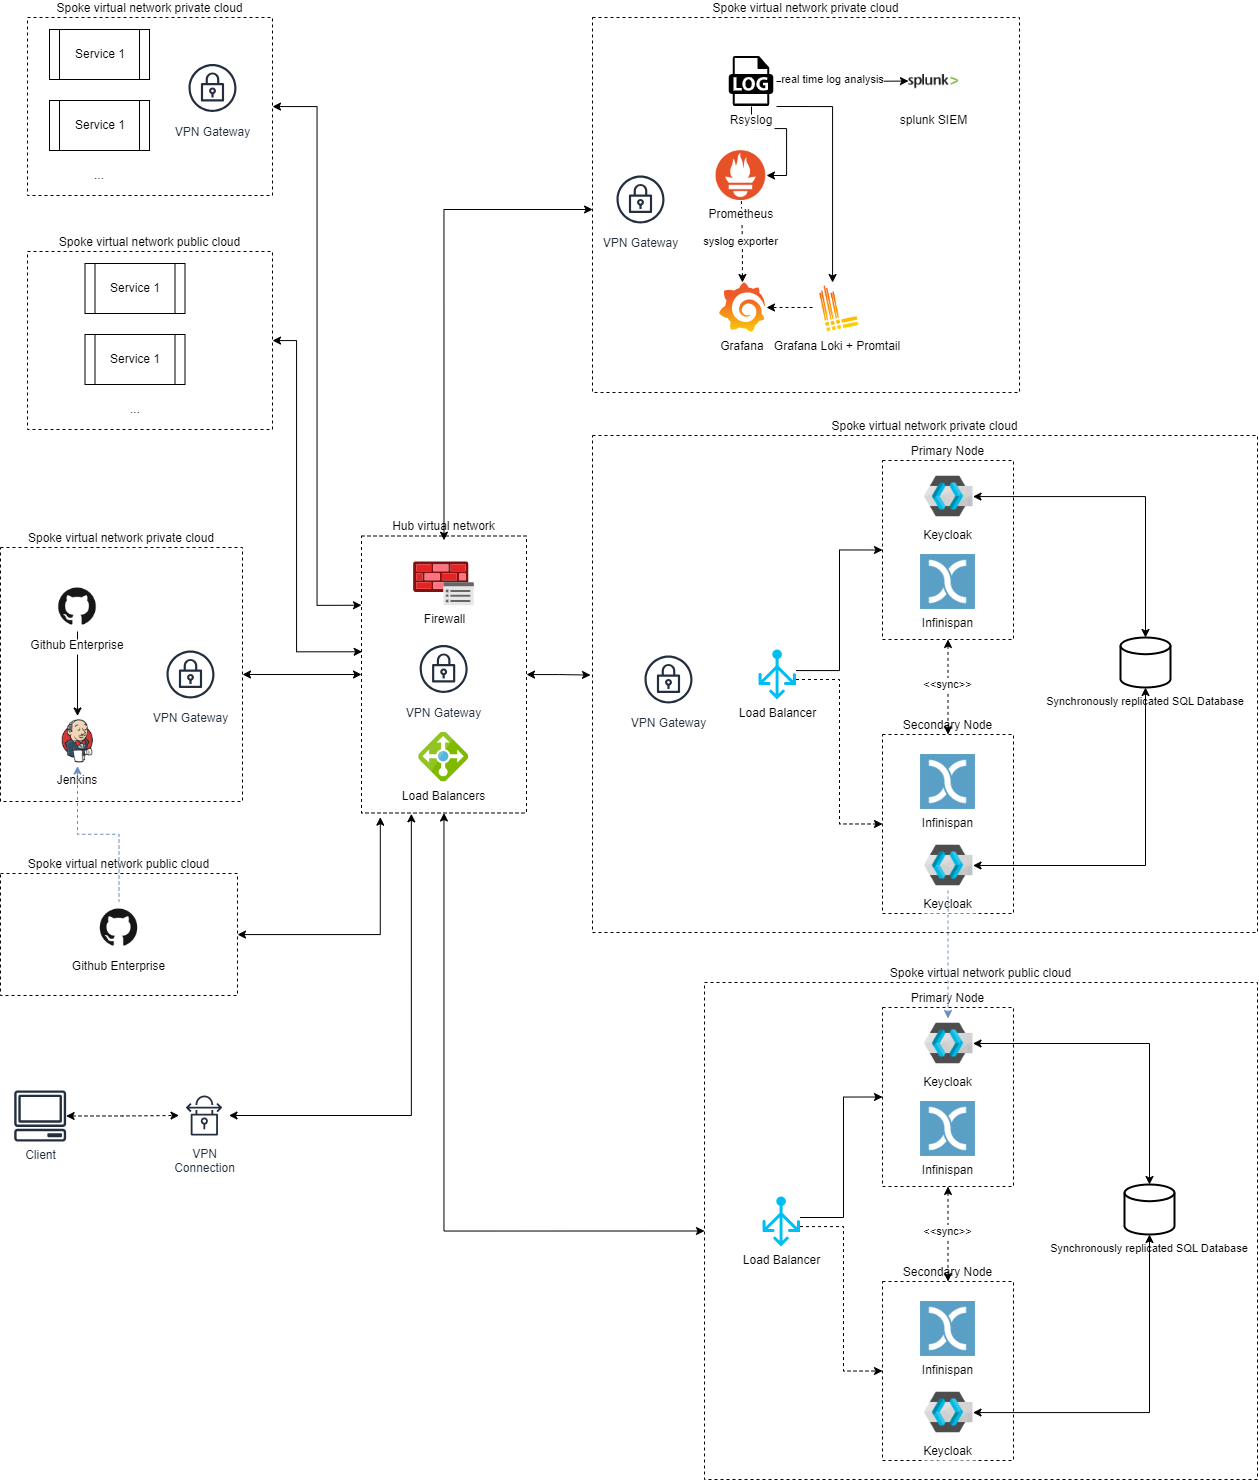 Spoke virtual network private cloud
Service 1
Service 1
VPN Gateway
...
Spoke virtual network private cloud
LOG
Rsyslog
real time log analysis
splunk>
splunk SIEM
VPN Gateway
Prometheus
syslog exporter
Grafana
Grafana Loki + Promtail
Spoke virtual network public cloud
Service 1
Service 1
...
Spoke virtual network private cloud
Github Enterprise
VPN Gateway
Jenkins
Hub virtual network
Firewall
VPN Gateway
Load Balancers
Spoke virtual network private cloud
VPN Gateway
Load Balancer
Primary Node
Keycloak
Infinispan
<<sync>>
Secondary Node
Infinispan
Keycloak
Synchronously replicated SQL Database
Spoke virtual network public cloud
Github Enterprise
Client
VPN
Connection
Spoke virtual network public cloud
Load Balancer
Primary Node
Keycloak
Infinispan
<<sync>>
Secondary Node
Infinispan
Keycloak
Synchronously replicated SQL Database